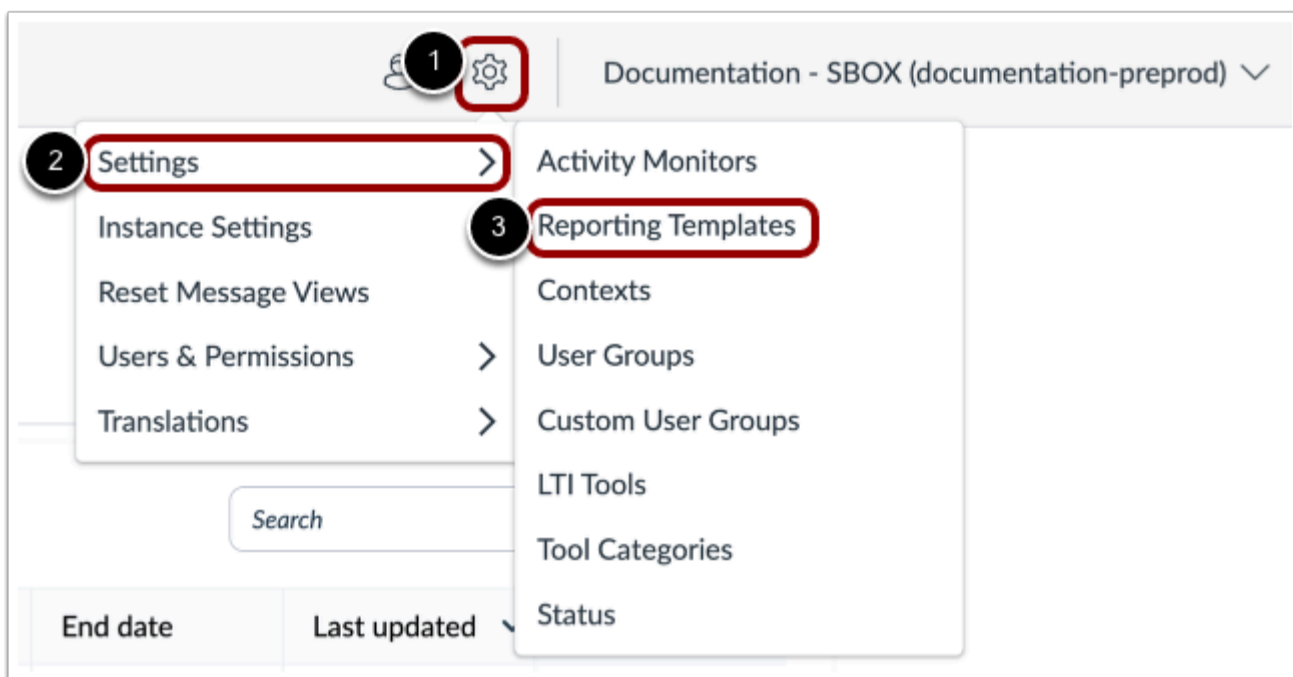 1
Documentation - SBOX (documentation-preprod)
2
Settings
Instance Settings
Reset Message Views
Users & Permissions
Translations
Activity Monitors
3
Reporting Templates
Contexts
User Groups
Custom User Groups
LTI Tools
Tool Categories
Status
Search
End date
Last updated